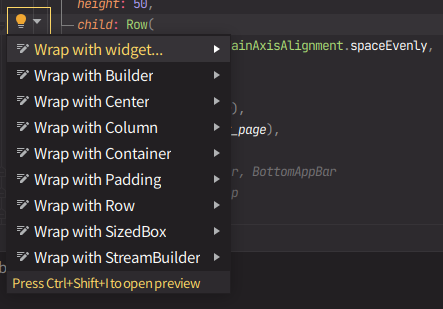 height: 50,
child: Row(
Wrap with widget...
ainAxisAlignment.spaceEvenly,
Wrap with Builder
Wrap with Center
Wrap with Column
),
Wrap with Container
_page),
Wrap with Padding
r, BottomAppBar
Wrap with Row
p
Wrap with SizedBox
Wrap with StreamBuilder
b
Press Ctrl+Shift+I to open preview